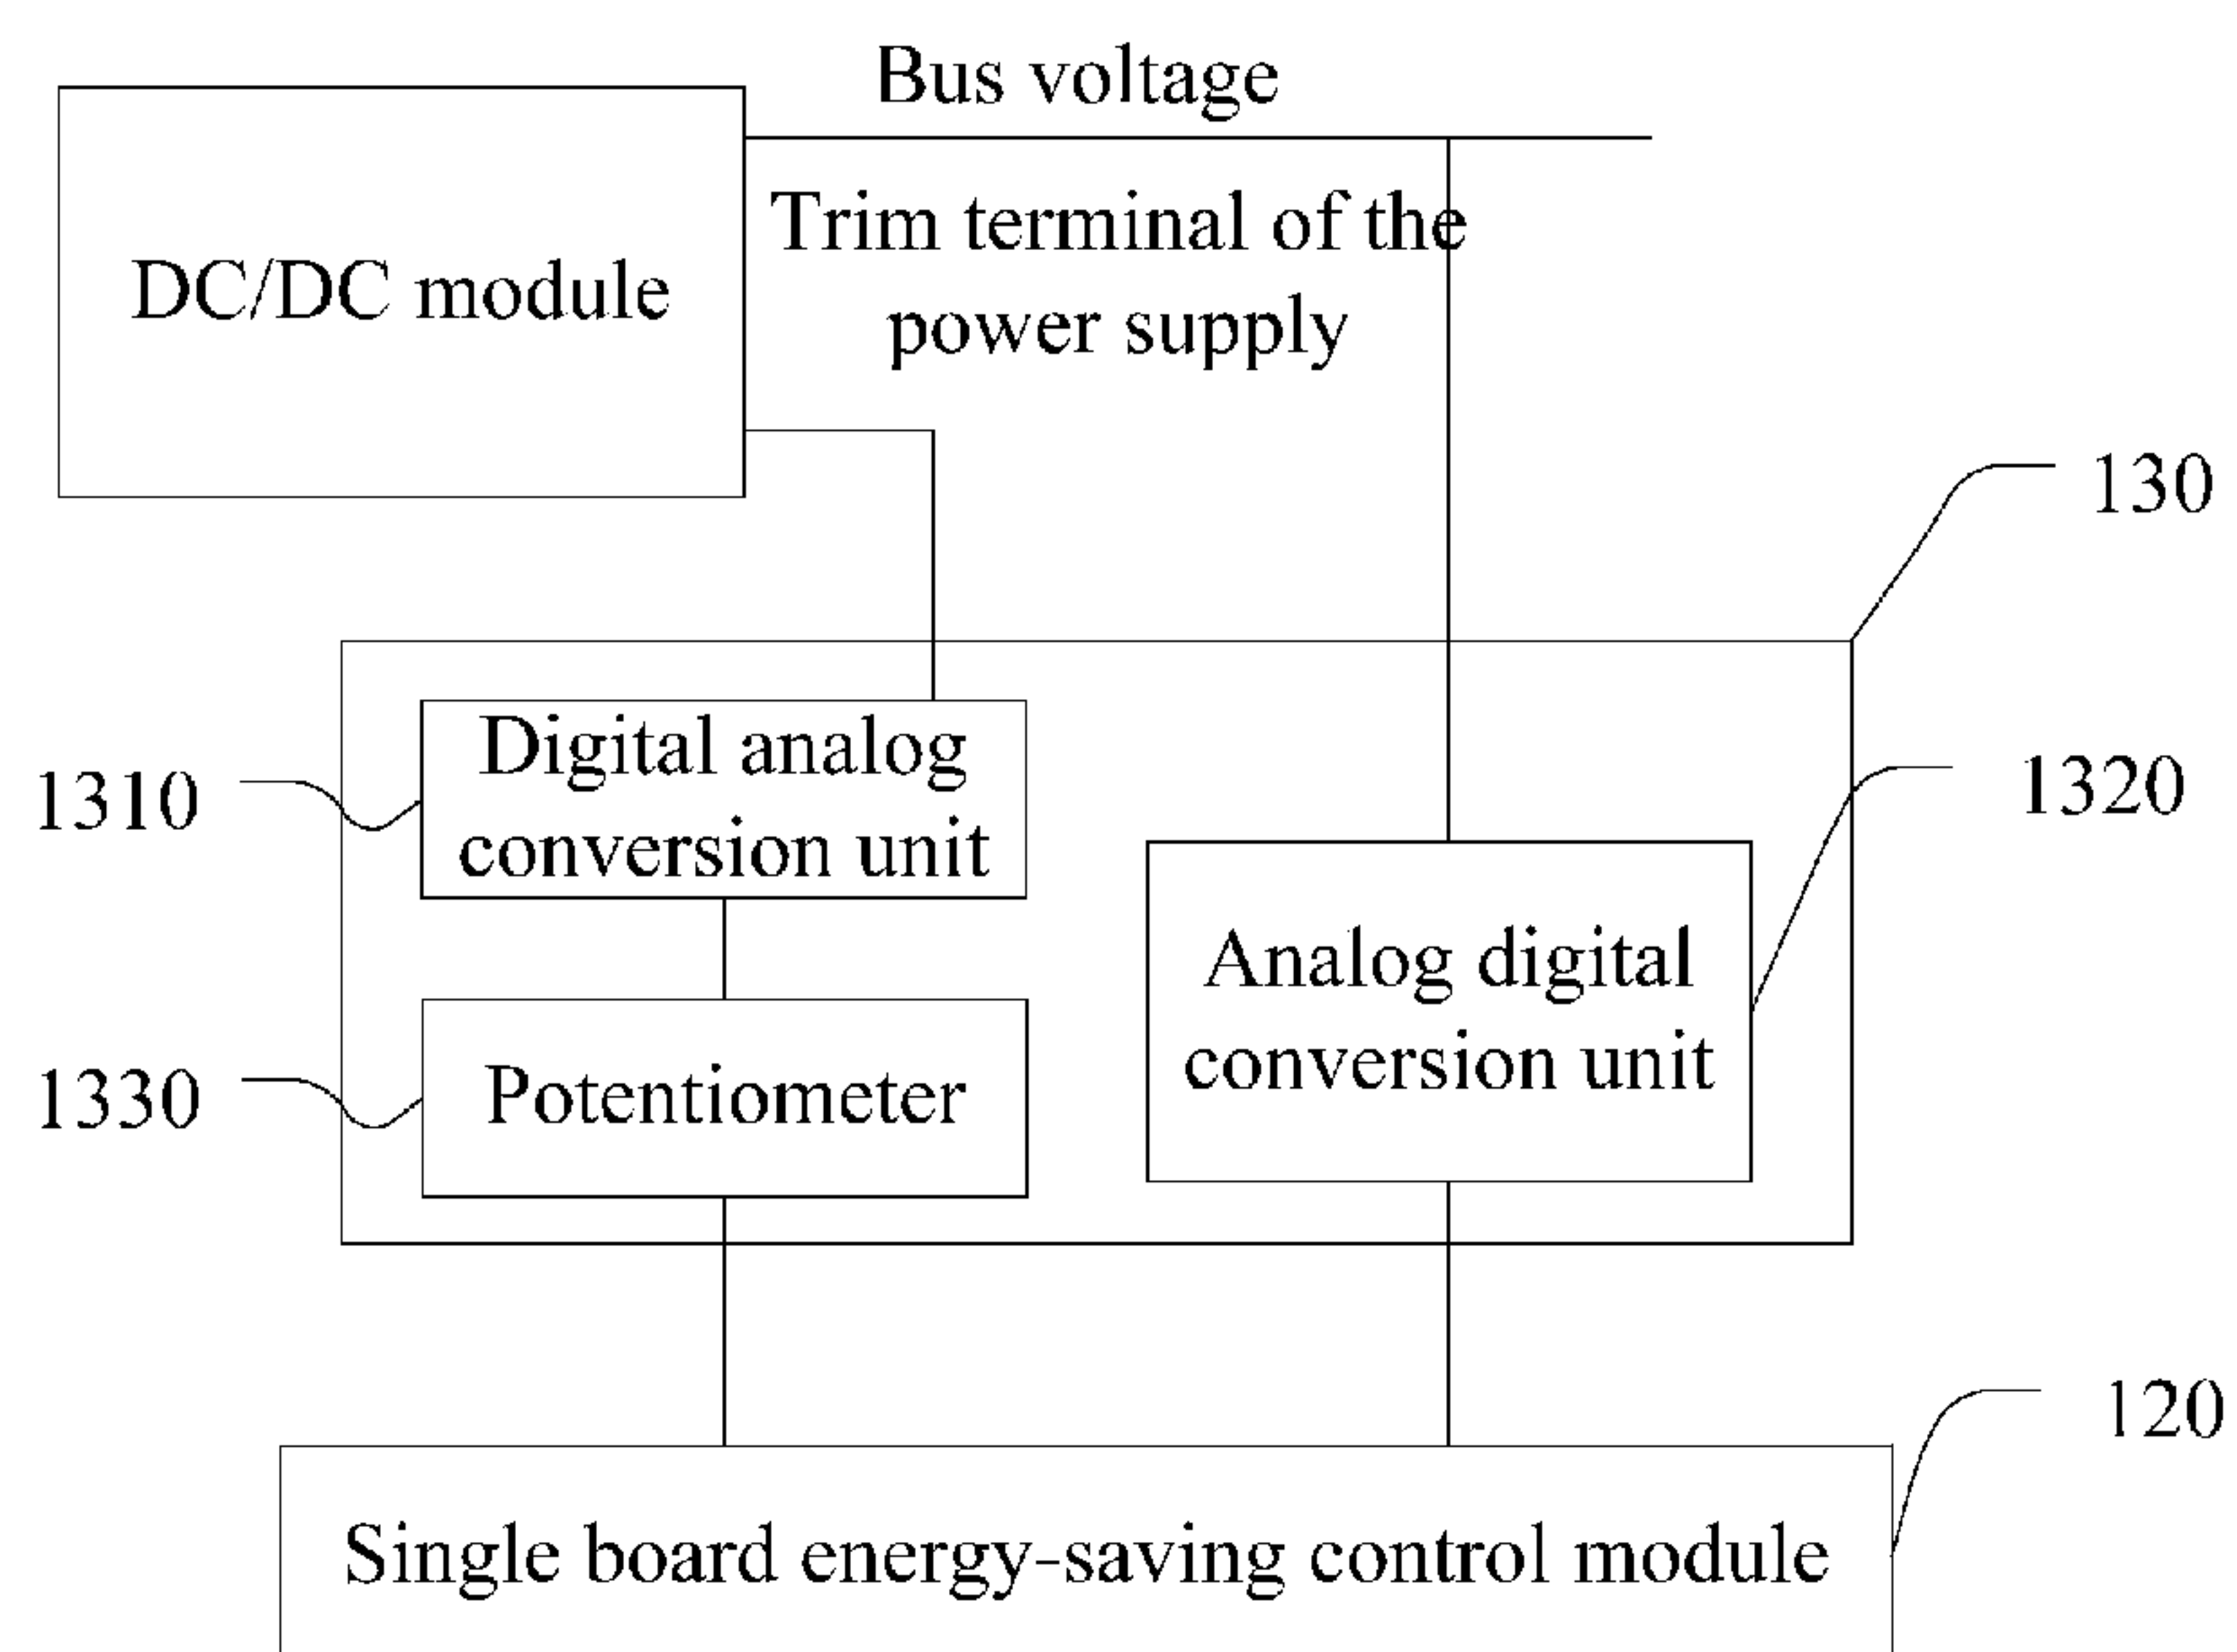 Bus voltage
Trim terminal of the
power supply
DC/DC module
130
Digital analog
conversion unit
1310
1320
Analog digital
conversion unit
Potentiometer
1330
120
Single board energy-saving control module